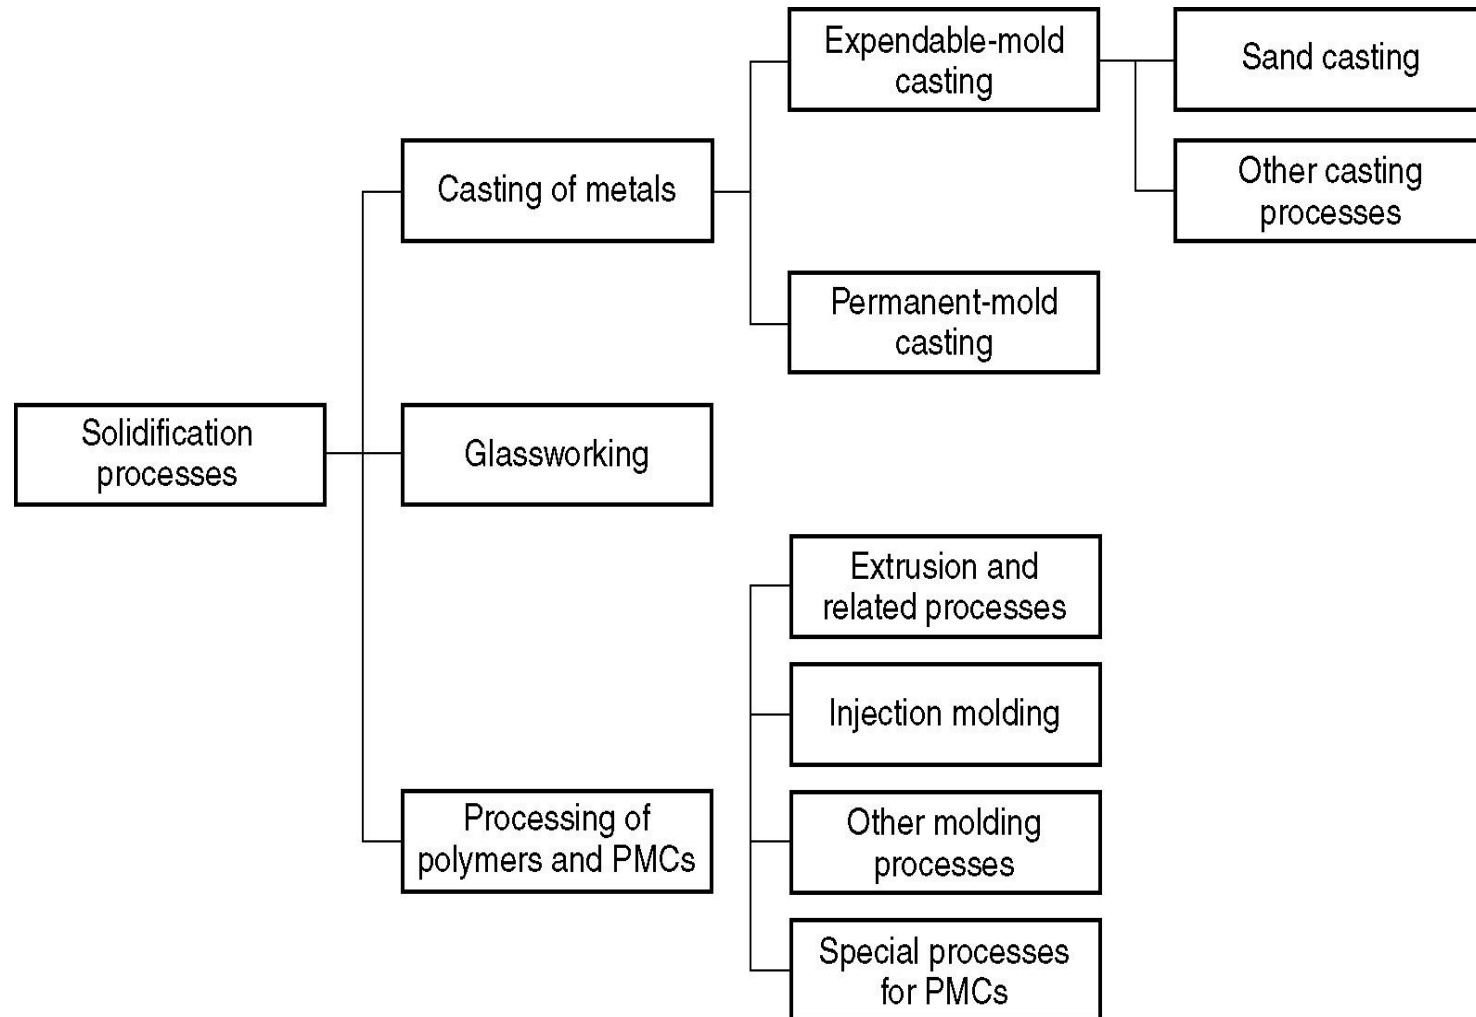 Expendable-mold
casting
Sand casting
Casting of metals
Other casting
processes
Permanent-mold
casting
Solidification
processes
Glassworking
Extrusion and
related processes
Injection molding
Processing of
polymers and PMCs
Other molding
processes
Special processes
for PMCs